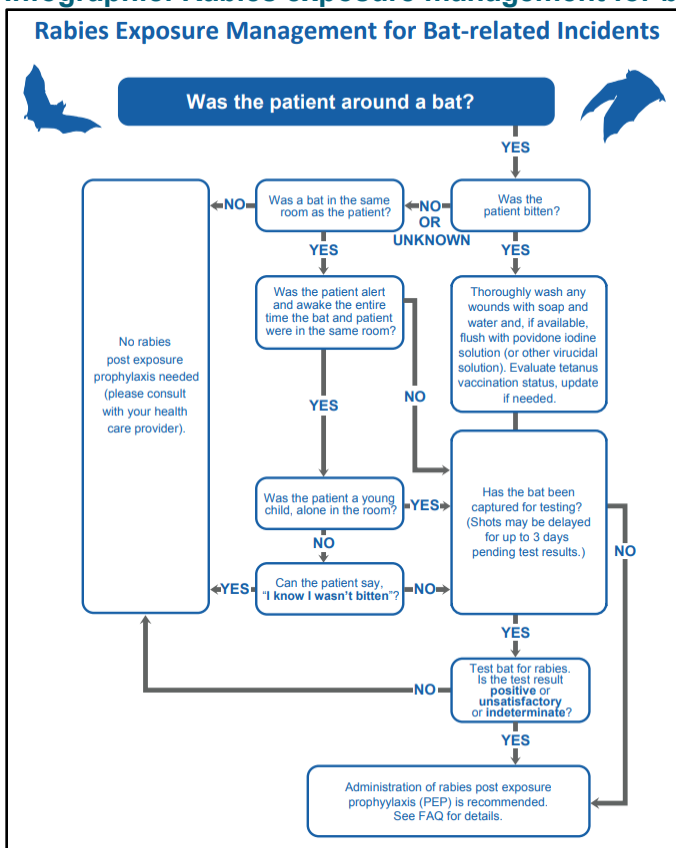 Rabies Exposure Management for Bat-related Incidents
Was the patient around a bat?
YES
Was the
patient bitten?
NO
OR
UNKNOWN
Was a bat in the same
room as the patient?
NO
YES
YES
Thoroughly wash any
wounds with soap and
water and, if available,
flush with povidone iodine
solution (or other virucidal
solution). Evaluate tetanus
vaccination status, update
if needed.
Was the patient alert
and awake the entire
time the bat and patient
were in the same room?
No rabies
post exposure
prophylaxis needed
(please consult
with your health
care provider).
NO
YES
Was the patient a young
child, alone in the room?
YES
Has the bat been
captured for testing?
(Shots may be delayed
for up to 3 days
pending test results.)
NO
NO
Can the patient say,
“I know I wasn’t bitten”?
YES
NO
YES
Test bat for rabies.
Is the test result
positive or
unsatisfactory
or indeterminate?
NO
YES
Administration of rabies post exposure
prophyylaxis (PEP) is recommended.
See FAQ for details.